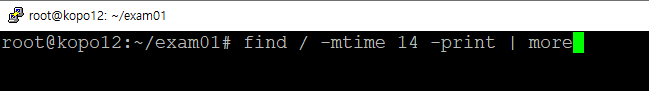 root@kopo12: ~/exam01
root@kopo12:~/exam01# find / -mtime 14 -print | more